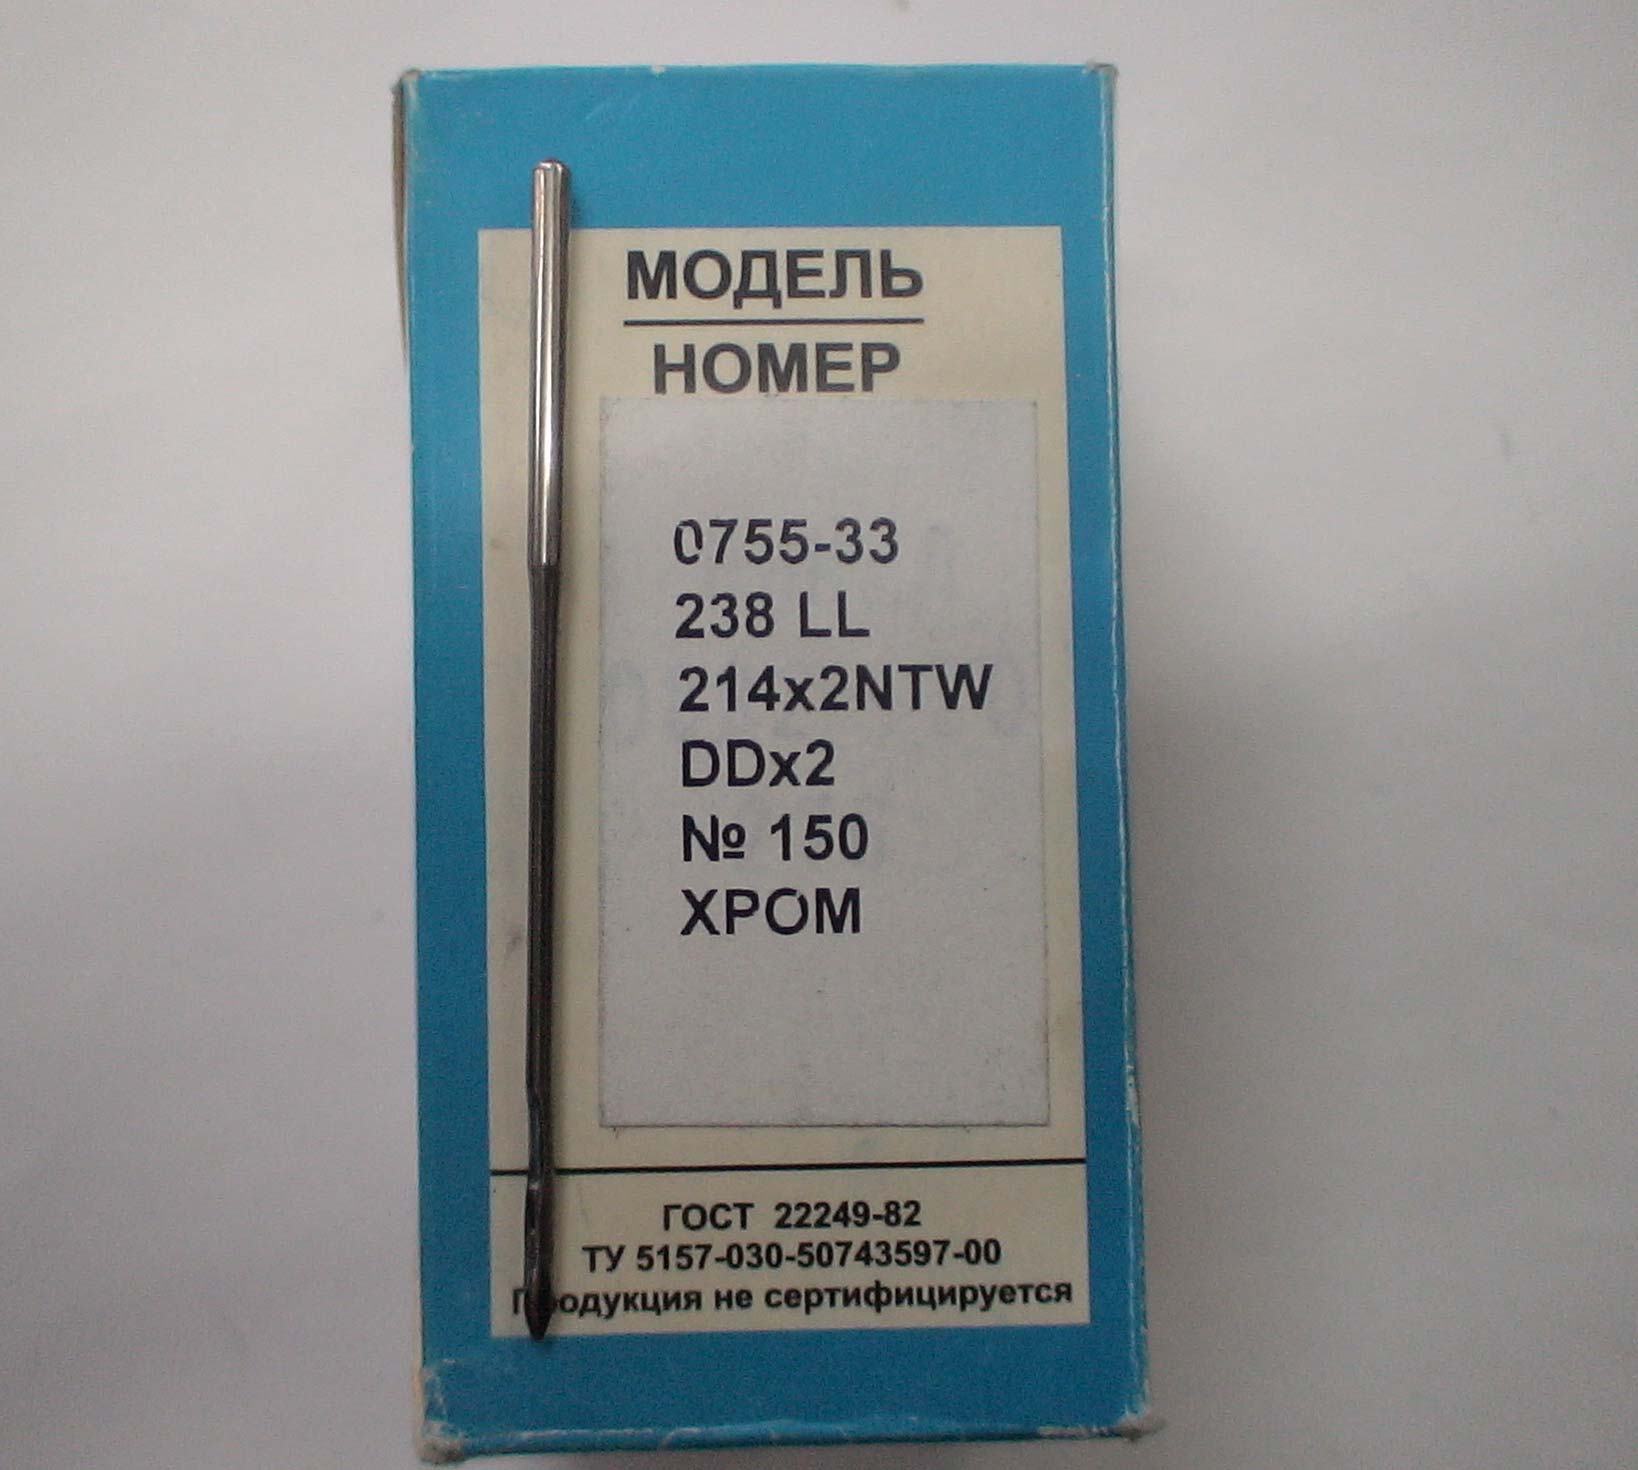 МОДЕЛЬ
НОМЕР
0755-33
238 LL
214x2NTW
DDx2
№ 150
ХРОМ
ГОСТ 22249-82
ТУ 5157-030-50743597-00
Продукция не сертифицируется